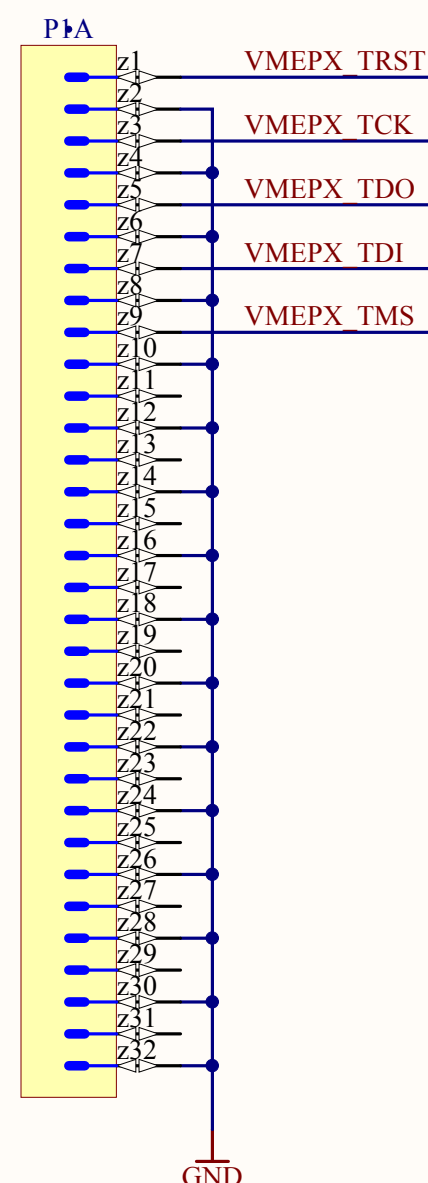 P1A
z1 VMEPX_TRST
z2
z3 VMEPX_TCK
z4
z5 VMEPX_TDO
z6
z7 VMEPX_TDI
z8
z9 VMEPX_TMS
z10
z11
z12
z13
z14
z15
z16
z17
z18
z19
z20
z21
z22
z23
z24
z25
z26
z27
z28
z29
z30
z31
z32
GND